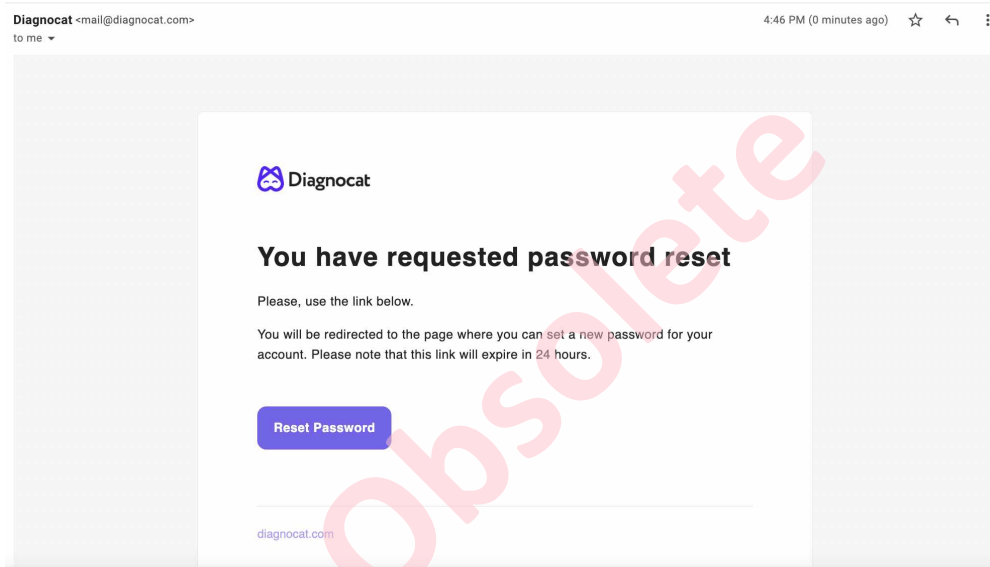 Diagnocat <mail@diagnocat.com>
4:46 PM (0 minutes ago)
to me
Diagnocat
You have requested password reset
Please, use the link below.
You will be redirected to the page where you can set a new password for your
account. Please note that this link will expire in 24 hours.
Reset Password
diagnocat.com
Obsolete